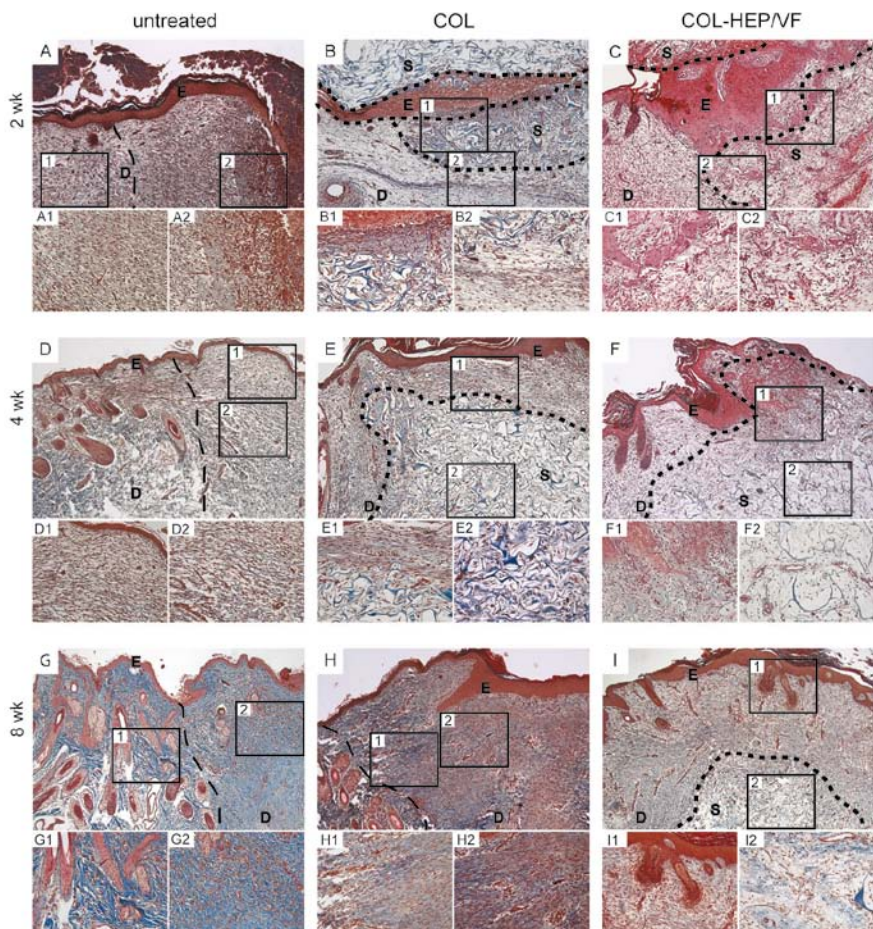 untreated COL COL-HEP/VF
2 wk
A E D 1 2
B S E 1 S 2 D
C S E 1 S 2 D
A1 A2 B1 B2 C1 C2
4 wk
D E 1 2 D
E E 1 2 S D
F E 1 2 S D
D1 D2 E1 E2 F1 F2
8 wk
G E 1 2 D
H E 1 2 D
I E 1 2 S D
G1 G2 H1 H2 I1 I2